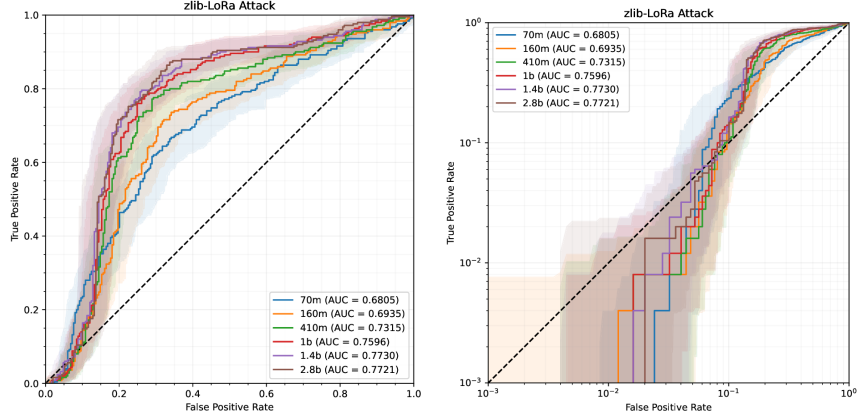 zlib-LoRa Attack
1.0
0.8
0.6
0.4
0.2
0.0
True Positive Rate
70m (AUC = 0.6805)
160m (AUC = 0.6935)
410m (AUC = 0.7315)
1b (AUC = 0.7596)
1.4b (AUC = 0.7730)
2.8b (AUC = 0.7721)
0.0 0.2 0.4 0.6 0.8 1.0
False Positive Rate
zlib-LoRa Attack
10⁰
10⁻¹
10⁻²
10⁻³
True Positive Rate
70m (AUC = 0.6805)
160m (AUC = 0.6935)
410m (AUC = 0.7315)
1b (AUC = 0.7596)
1.4b (AUC = 0.7730)
2.8b (AUC = 0.7721)
10⁻³ 10⁻² 10⁻¹ 10⁰
False Positive Rate